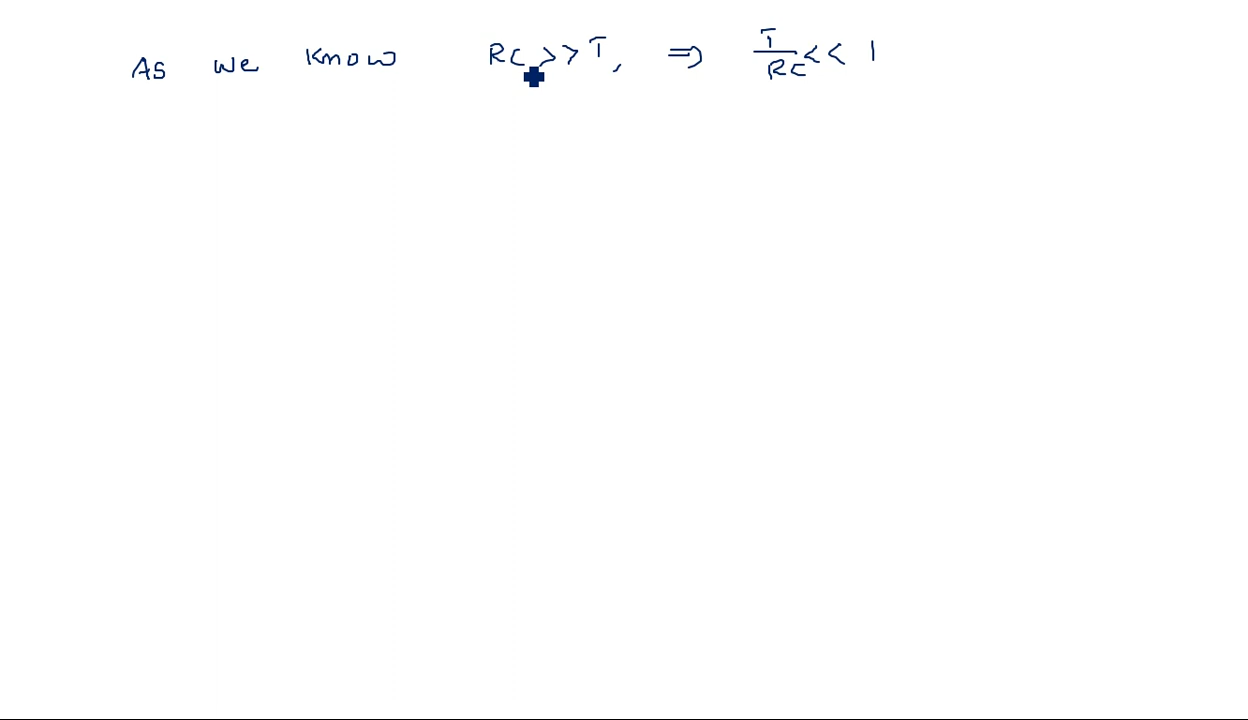 As we know RC >> T, ⇒ T/RC << 1